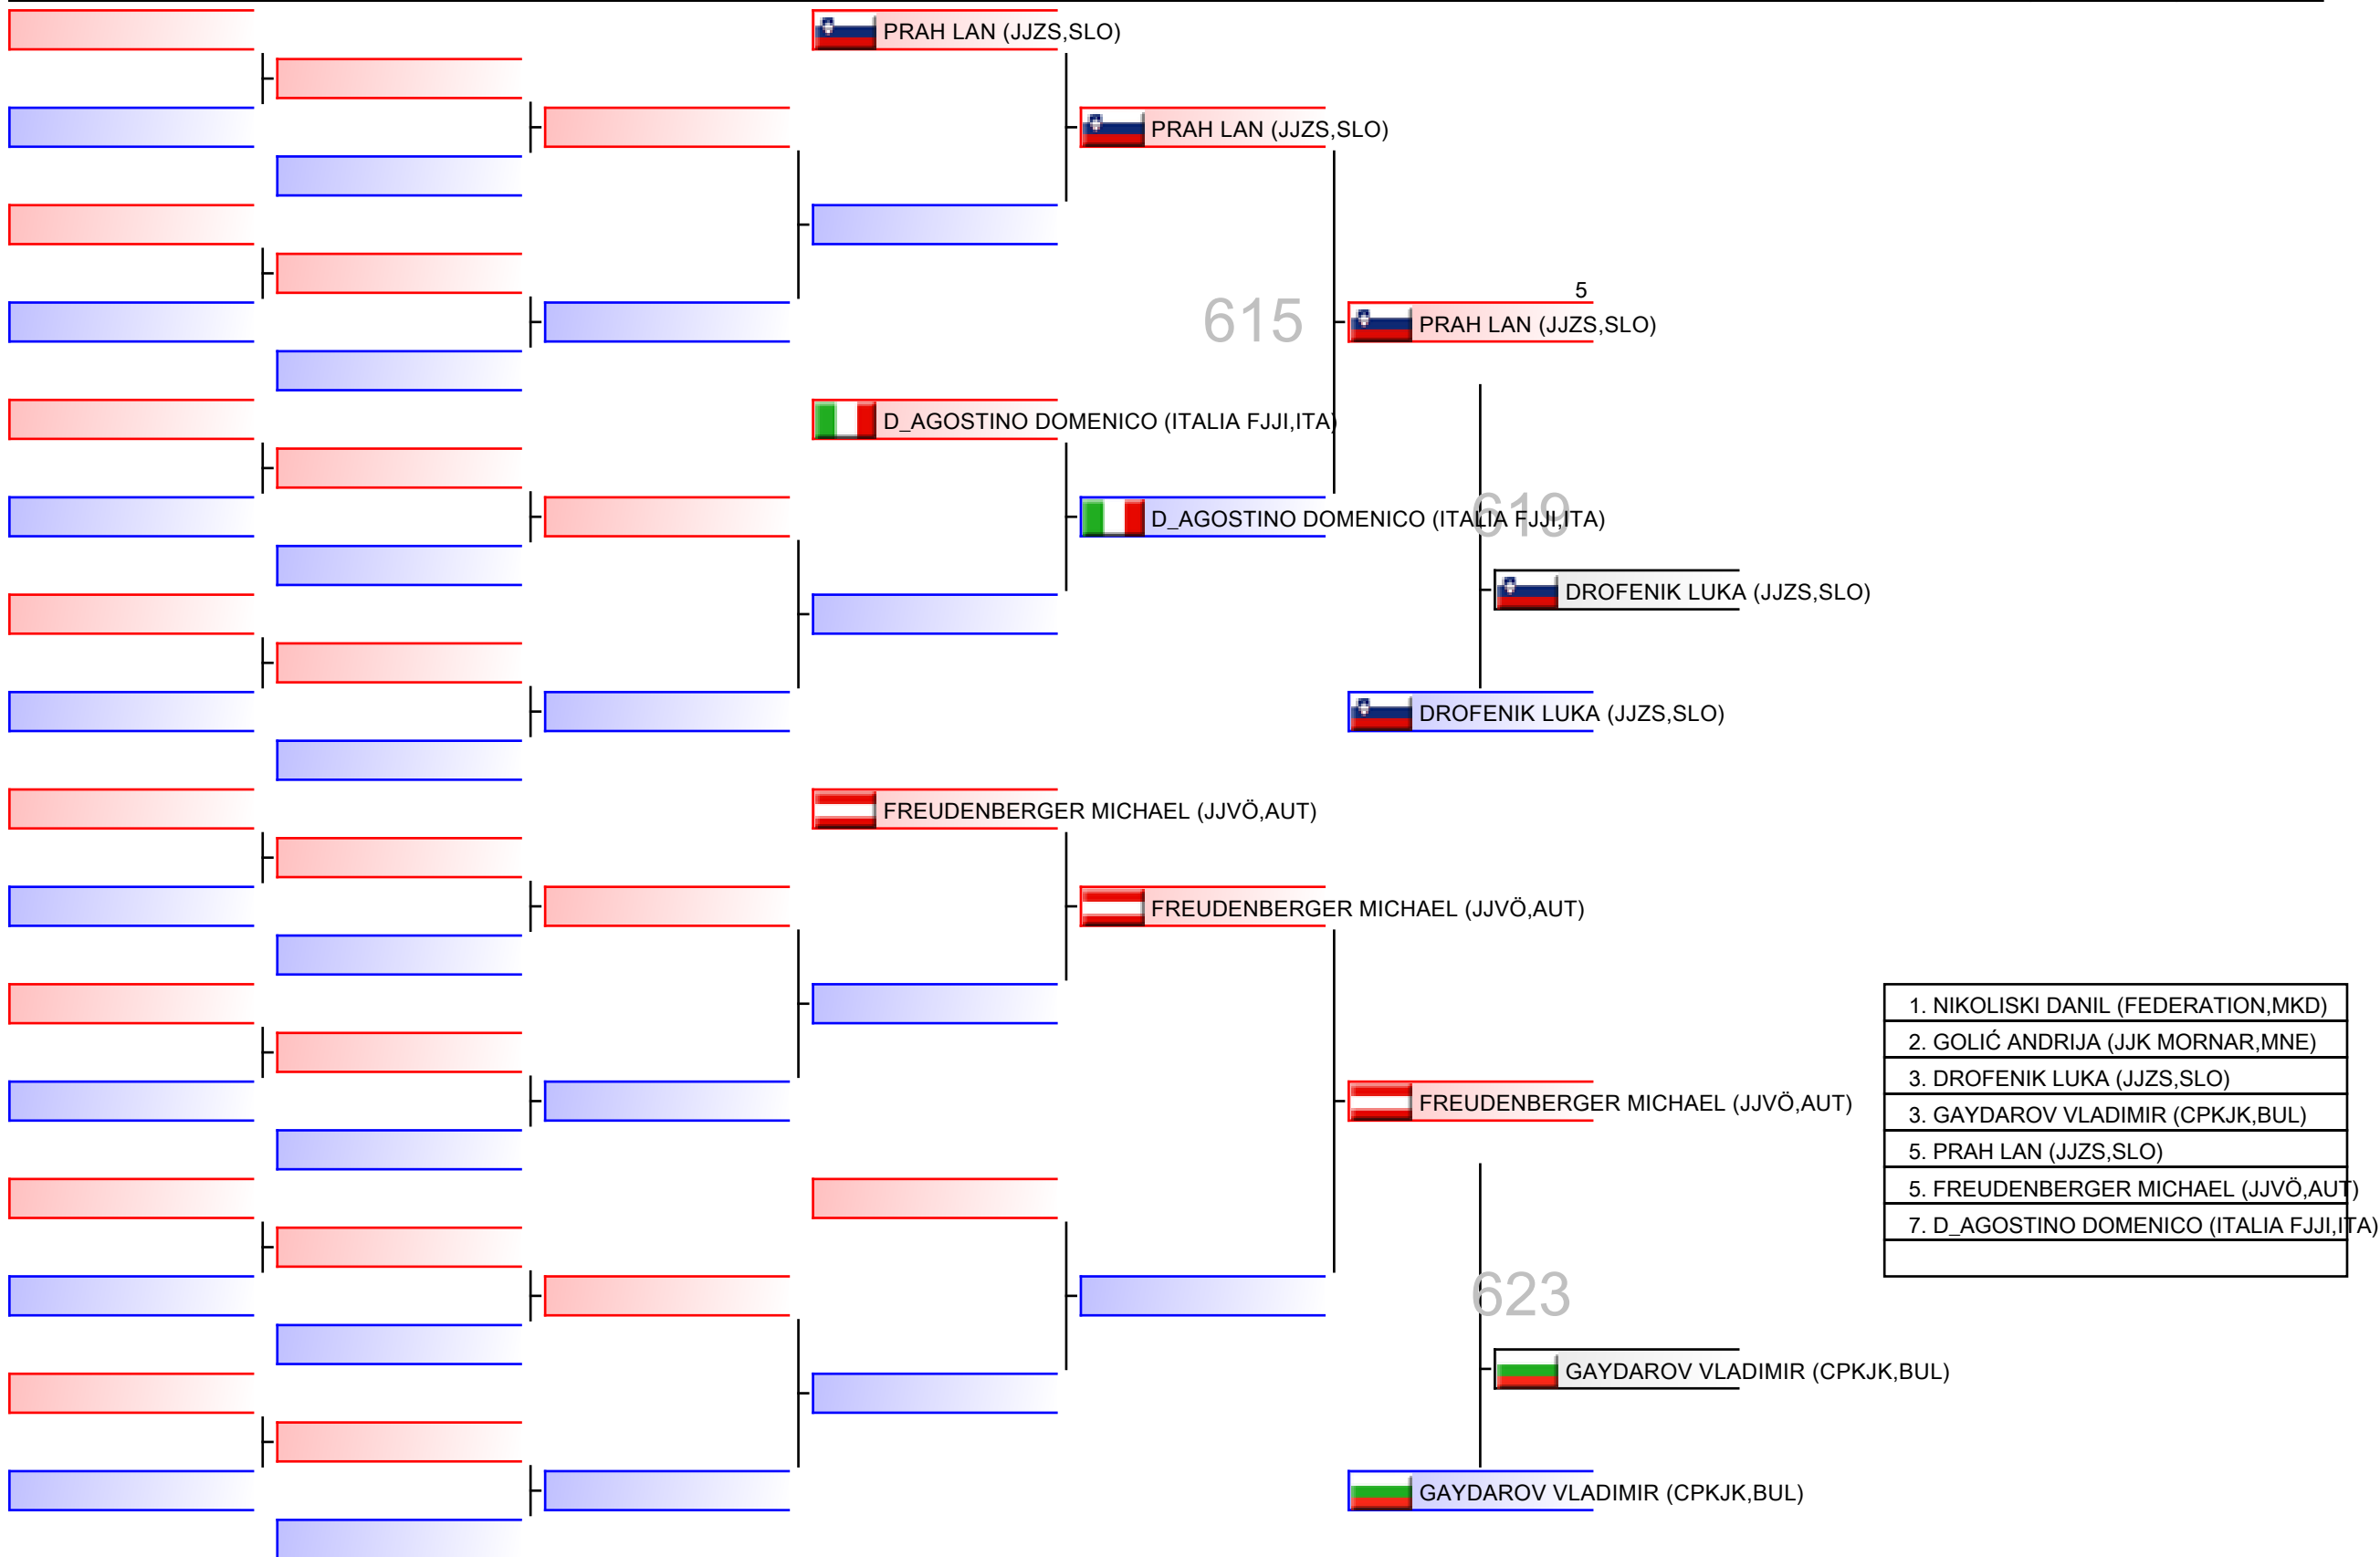 PRAH LAN (JJZS,SLO)
PRAH LAN (JJZS,SLO)
5
615
PRAH LAN (JJZS,SLO)
D_AGOSTINO DOMENICO (ITALIA FJJI,ITA)
619
D_AGOSTINO DOMENICO (ITALIA FJJI,ITA)
DROFENIK LUKA (JJZS,SLO)
DROFENIK LUKA (JJZS,SLO)
FREUDENBERGER MICHAEL (JJVÖ,AUT)
FREUDENBERGER MICHAEL (JJVÖ,AUT)
FREUDENBERGER MICHAEL (JJVÖ,AUT)
623
GAYDAROV VLADIMIR (CPKJK,BUL)
GAYDAROV VLADIMIR (CPKJK,BUL)
1. NIKOLISKI DANIL (FEDERATION,MKD)
2. GOLIĆ ANDRIJA (JJK MORNAR,MNE)
3. DROFENIK LUKA (JJZS,SLO)
3. GAYDAROV VLADIMIR (CPKJK,BUL)
5. PRAH LAN (JJZS,SLO)
5. FREUDENBERGER MICHAEL (JJVÖ,AUT)
7. D_AGOSTINO DOMENICO (ITALIA FJJI,ITA)